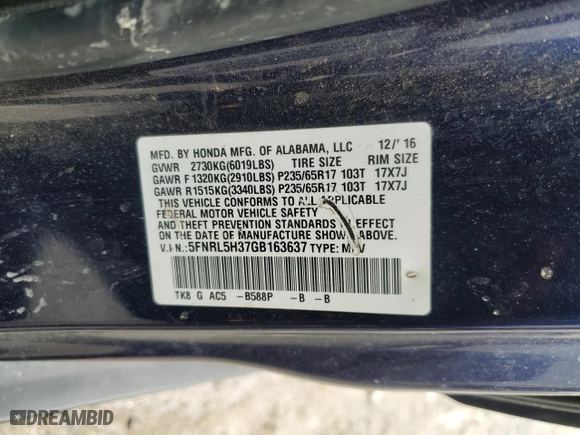 MFD. BY HONDA MFG. OF ALABAMA, LLC 12/' 16
GVWR 2730KG(6019LBS) TIRE SIZE RIM SIZE
GAWR F 1320KG(2910LBS) P235/65R17 103T 17X7J
GAWR R1515KG(3340LBS) P235/65R17 103T 17X7J
THIS VEHICLE CONFORMS TO ALL APPLICABLE
FEDERAL MOTOR VEHICLE SAFETY
AND THEFT PREVENTION STANDARDS IN EFFECT
ON THE DATE OF MANUFACTURE SHOWN ABOVE.
V.I.N.: 5FNRL5H37GB163637 TYPE: MPV
TK8 G AC5 -B588P -B -B
DREAMBID